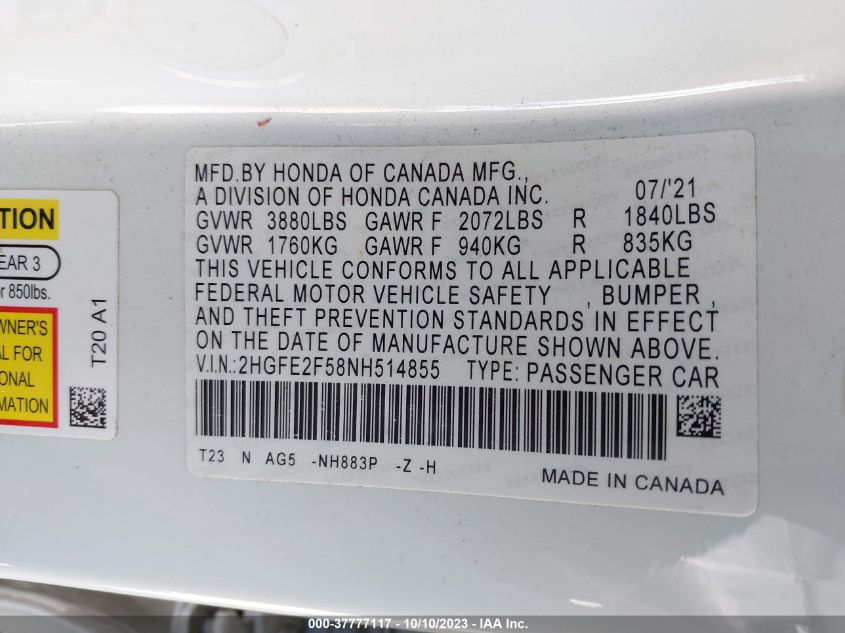 MFD.BY HONDA OF CANADA MFG.,
A DIVISION OF HONDA CANADA INC. 07/'21
GVWR 3880LBS GAWR F 2072LBS R 1840LBS
GVWR 1760KG GAWR F 940KG R 835KG
THIS VEHICLE CONFORMS TO ALL APPLICABLE
FEDERAL MOTOR VEHICLE SAFETY , BUMPER ,
AND THEFT PREVENTION STANDARDS IN EFFECT
ON THE DATE OF MANUFACTURE SHOWN ABOVE.
V.I.N.:2HGFE2F58NH514855 TYPE: PASSENGER CAR
T23 N AG5 -NH883P -Z -H
MADE IN CANADA
TION
EAR 3
r 850lbs.
WNER'S
AL FOR
ONAL
MATION
T20 A1
000-37777117 - 10/10/2023 - IAA Inc.